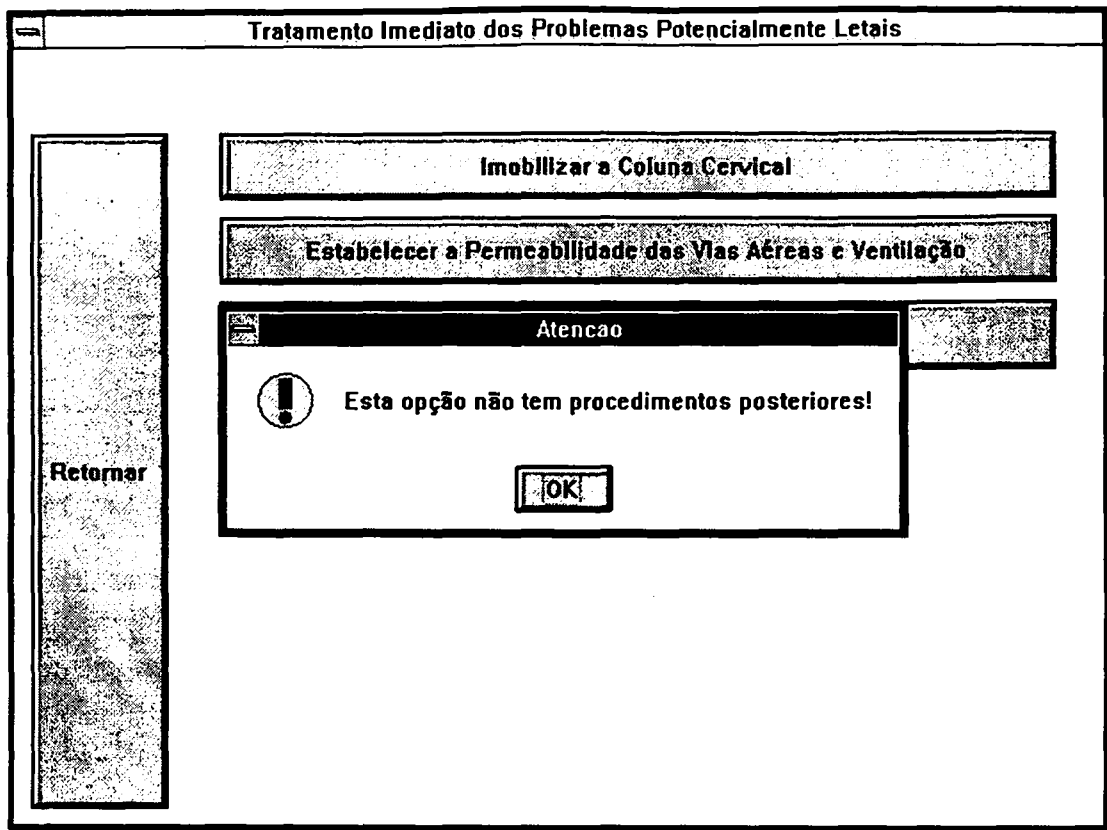 Tratamento Imediato dos Problemas Potencialmente Letais
Imobilizar a Coluna Cervical
Estabelecer a Permeabilidade das Vias Aéreas e Ventilação
Atencao
Esta opção não tem procedimentos posteriores!
OK
Retornar